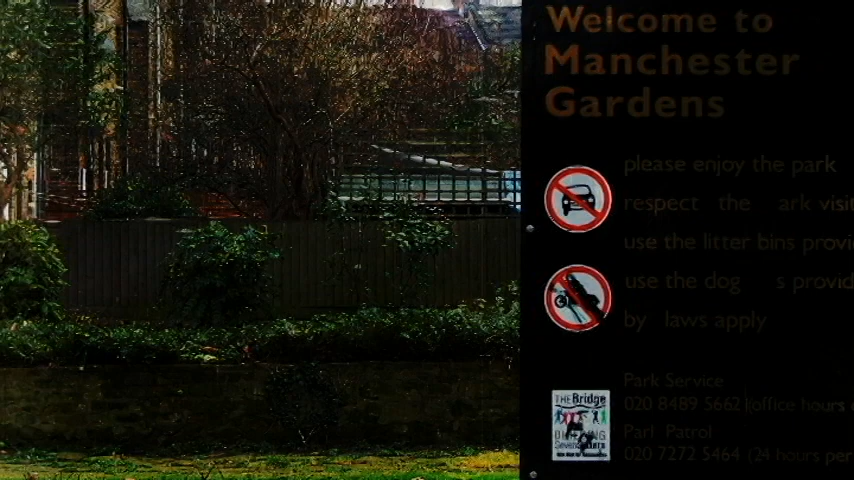 Welcome to
Manchester
Gardens
please enjoy the park
respect the ark visit
use the litter bins provi
use the dog s provid
by laws apply
Park Service
020 8489 5662 (office hours
Parl Patrol
020 7272 5464 (24 hours per
THE Bridge